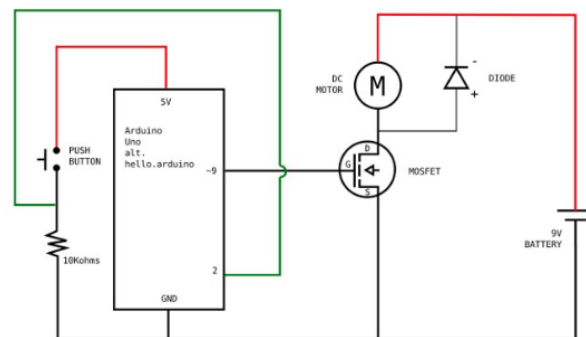 5V
Arduino
Uno
alt.
hello.arduino
~9
2
GND
PUSH
BUTTON
10Kohms
DC
MOTOR
M
-
+
DIODE
D
G
S
MOSFET
9V
BATTERY